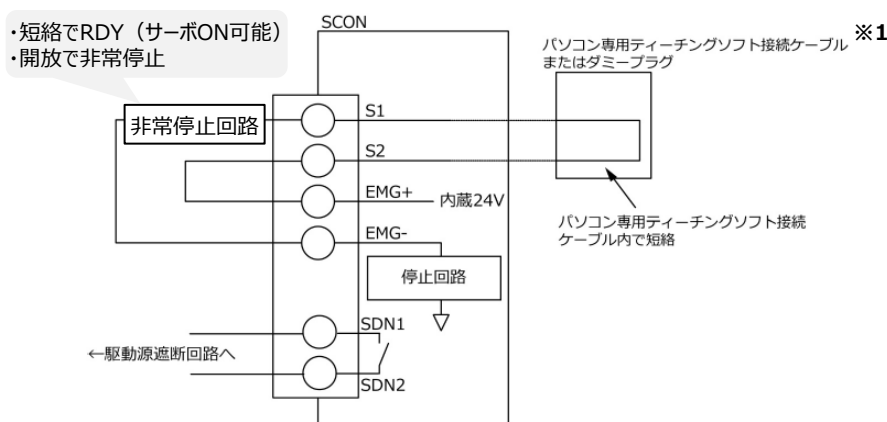 ・短絡でRDY（サーボON可能）
・開放で非常停止
SCON
パソコン専用ティーチングソフト接続ケーブル ※1
またはダミープラグ
非常停止回路
S1
S2
EMG+
内蔵24V
EMG-
パソコン専用ティーチングソフト接続
ケーブル内で短絡
停止回路
SDN1
←駆動源遮断回路へ
SDN2